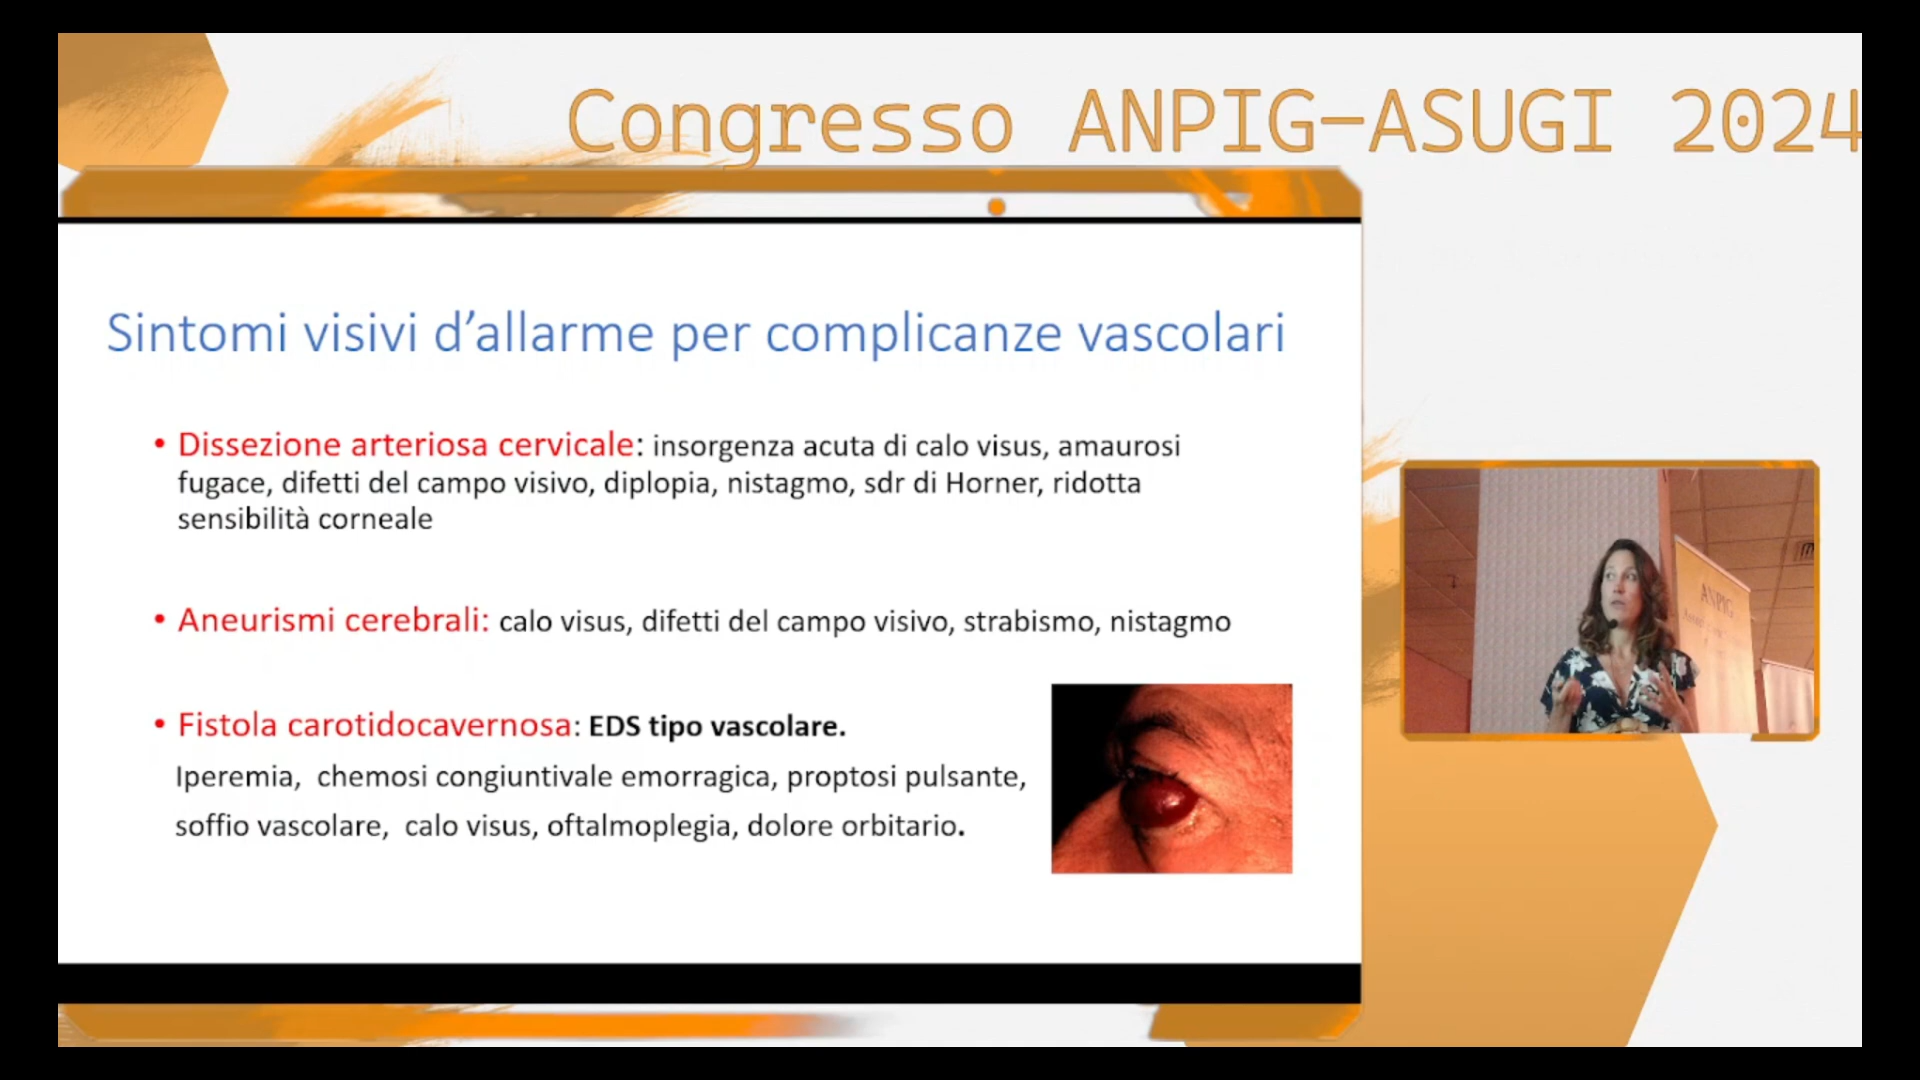 Congresso ANPIG-ASUGI 2024
Sintomi visivi d’allarme per complicanze vascolari
• Dissezione arteriosa cervicale: insorgenza acuta di calo visus, amaurosi
fugace, difetti del campo visivo, diplopia, nistagmo, sdr di Horner, ridotta
sensibilità corneale
• Aneurismi cerebrali: calo visus, difetti del campo visivo, strabismo, nistagmo
• Fistola carotidocavernosa: EDS tipo vascolare.
Iperemia, chemosi congiuntivale emorragica, proptosi pulsante,
soffio vascolare, calo visus, oftalmoplegia, dolore orbitario.
ANPIG